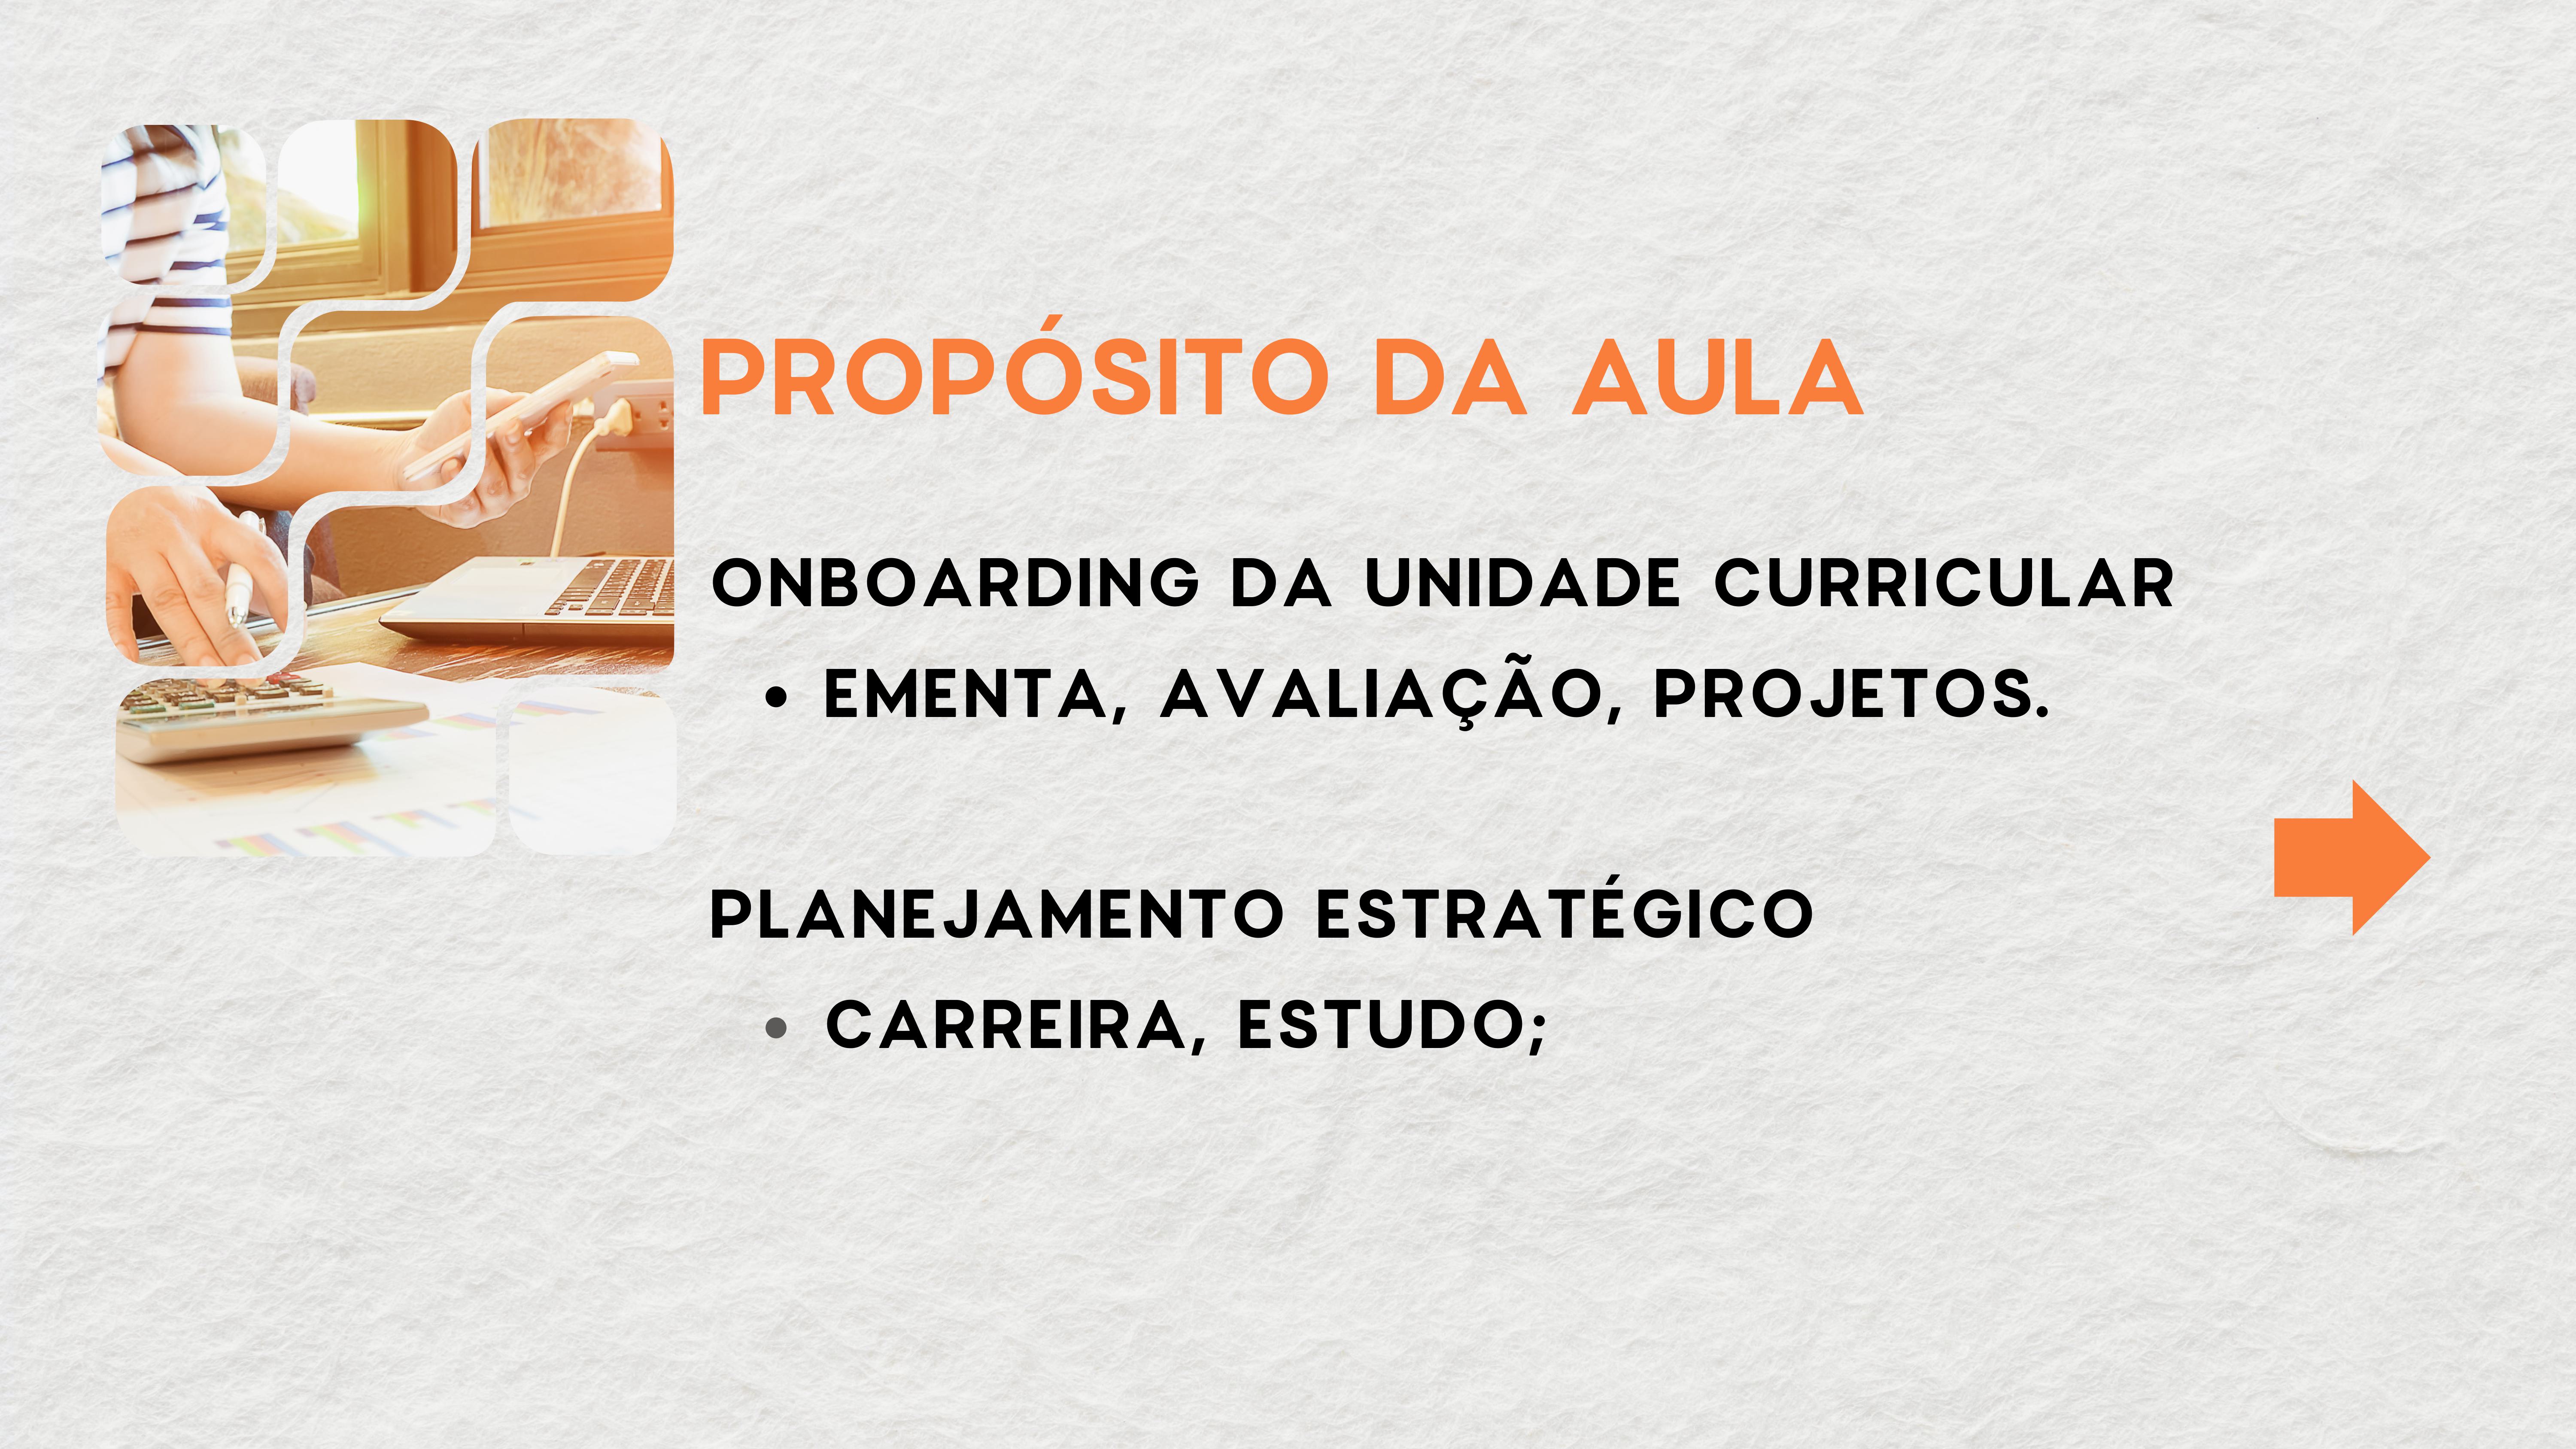 PROPÓSITO DA AULA
ONBOARDING DA UNIDADE CURRICULAR
• EMENTA, AVALIAÇÃO, PROJETOS.
PLANEJAMENTO ESTRATÉGICO
• CARREIRA, ESTUDO;